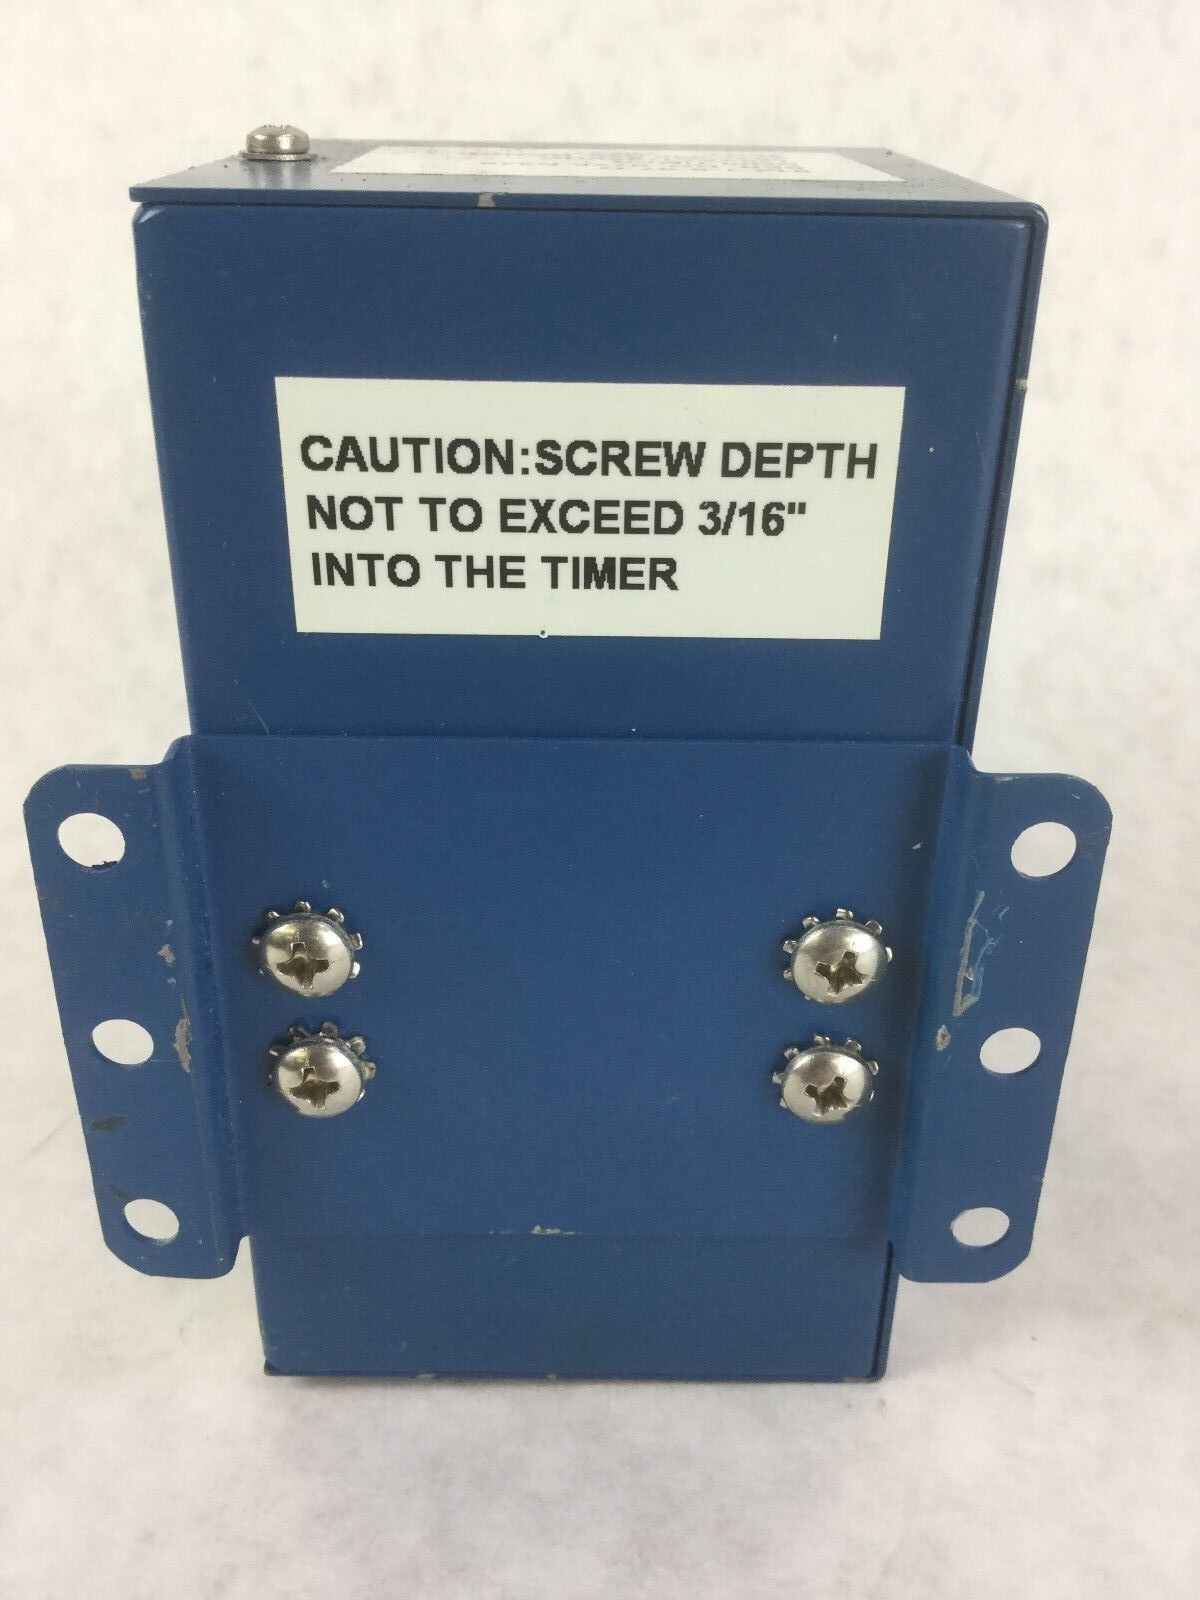 CAUTION:SCREW DEPTH
NOT TO EXCEED 3/16"
INTO THE TIMER